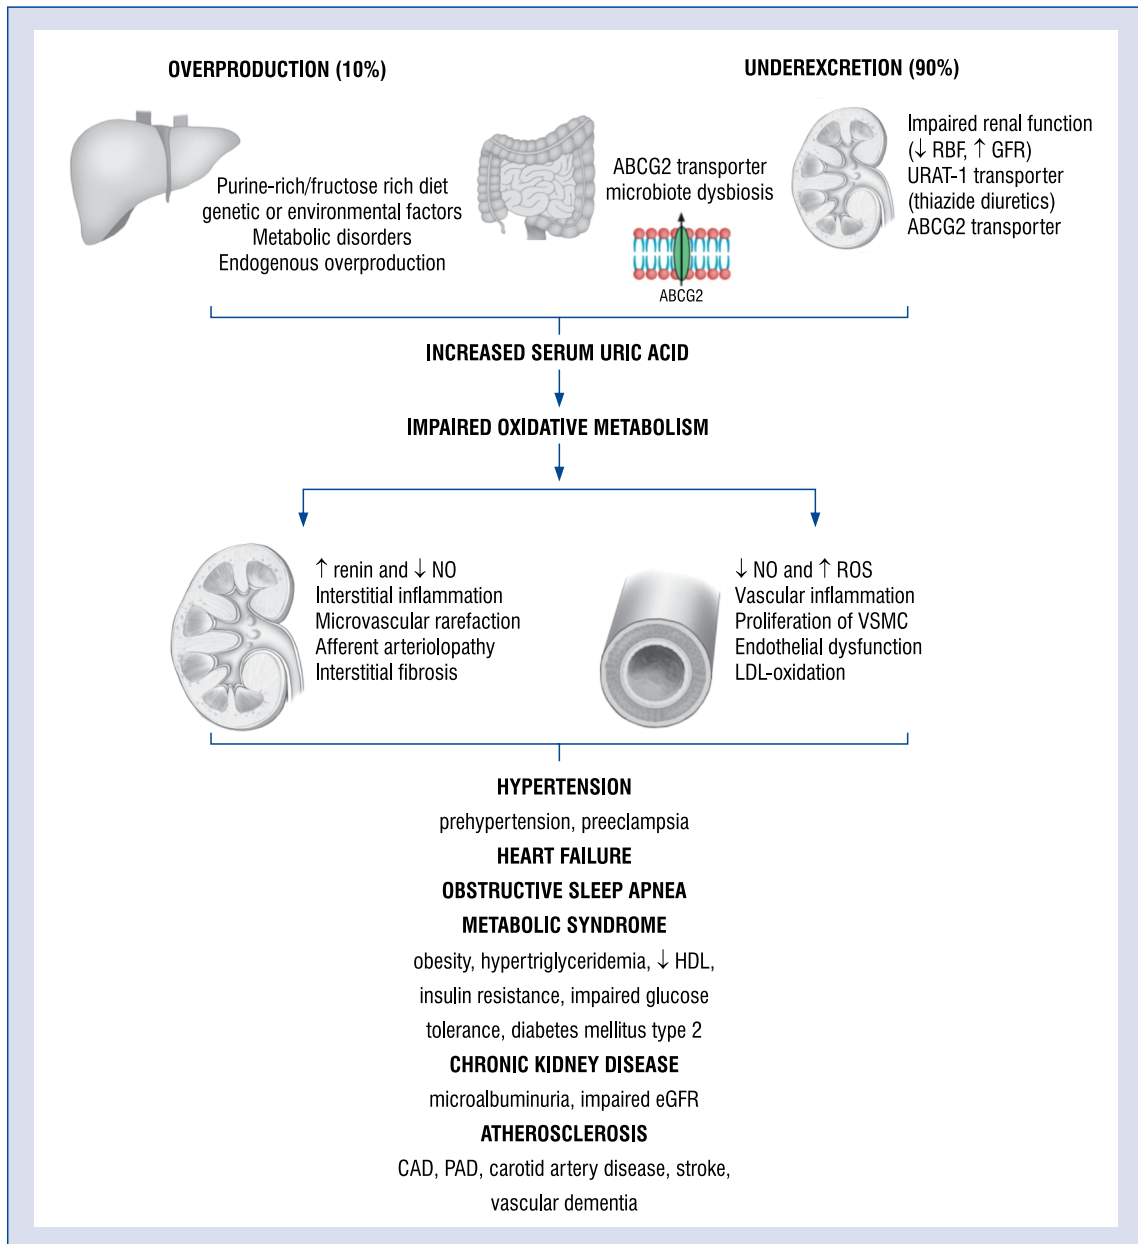 OVERPRODUCTION (10%)
UNDEREXCRETION (90%)
Purine-rich/fructose rich diet
genetic or environmental factors
Metabolic disorders
Endogenous overproduction
ABCG2 transporter
microbiote dysbiosis
ABCG2
Impaired renal function
(↓ RBF, ↑ GFR)
URAT-1 transporter
(thiazide diuretics)
ABCG2 transporter
INCREASED SERUM URIC ACID
IMPAIRED OXIDATIVE METABOLISM
↑ renin and ↓ NO
Interstitial inflammation
Microvascular rarefaction
Afferent arteriolopathy
Interstitial fibrosis
↓ NO and ↑ ROS
Vascular inflammation
Proliferation of VSMC
Endothelial dysfunction
LDL-oxidation
HYPERTENSION
prehypertension, preeclampsia
HEART FAILURE
OBSTRUCTIVE SLEEP APNEA
METABOLIC SYNDROME
obesity, hypertriglyceridemia, ↓ HDL,
insulin resistance, impaired glucose
tolerance, diabetes mellitus type 2
CHRONIC KIDNEY DISEASE
microalbuminuria, impaired eGFR
ATHEROSCLEROSIS
CAD, PAD, carotid artery disease, stroke,
vascular dementia